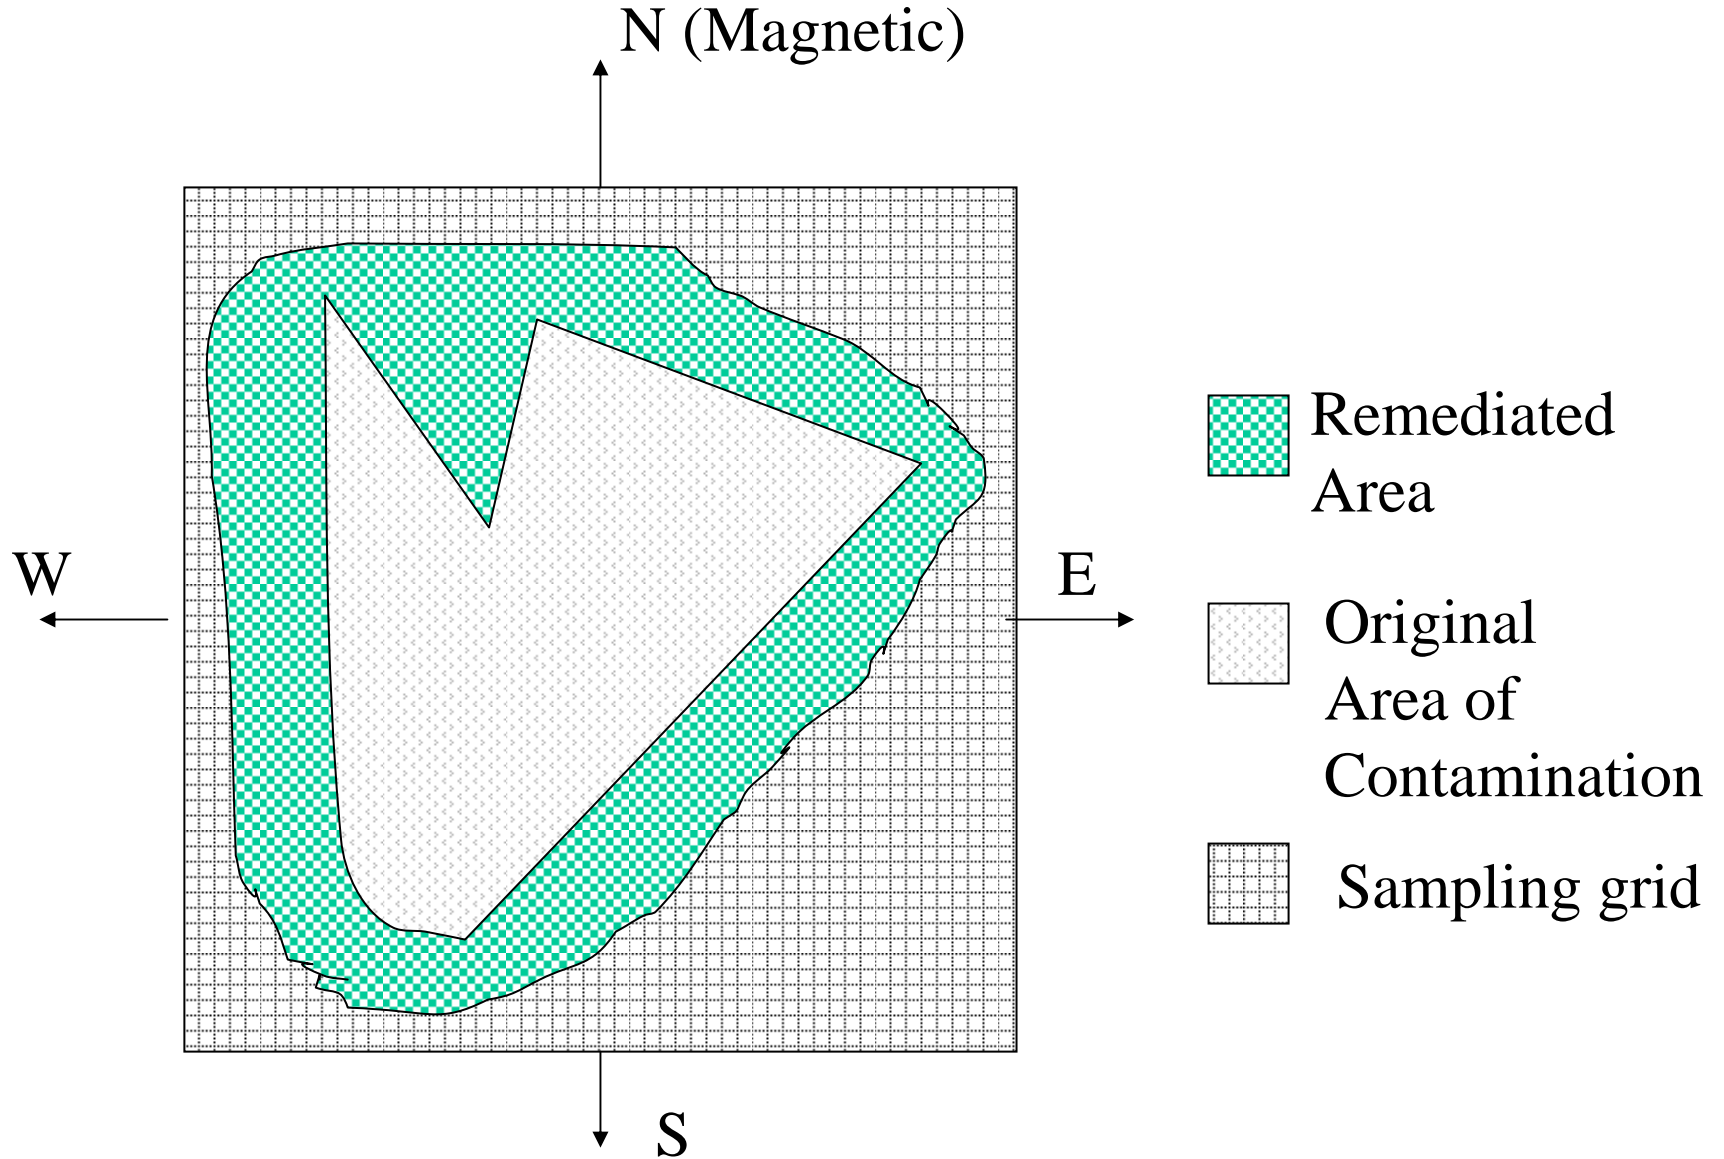 N (Magnetic)
W
E
S
Remediated
Area
Original
Area of
Contamination
Sampling grid